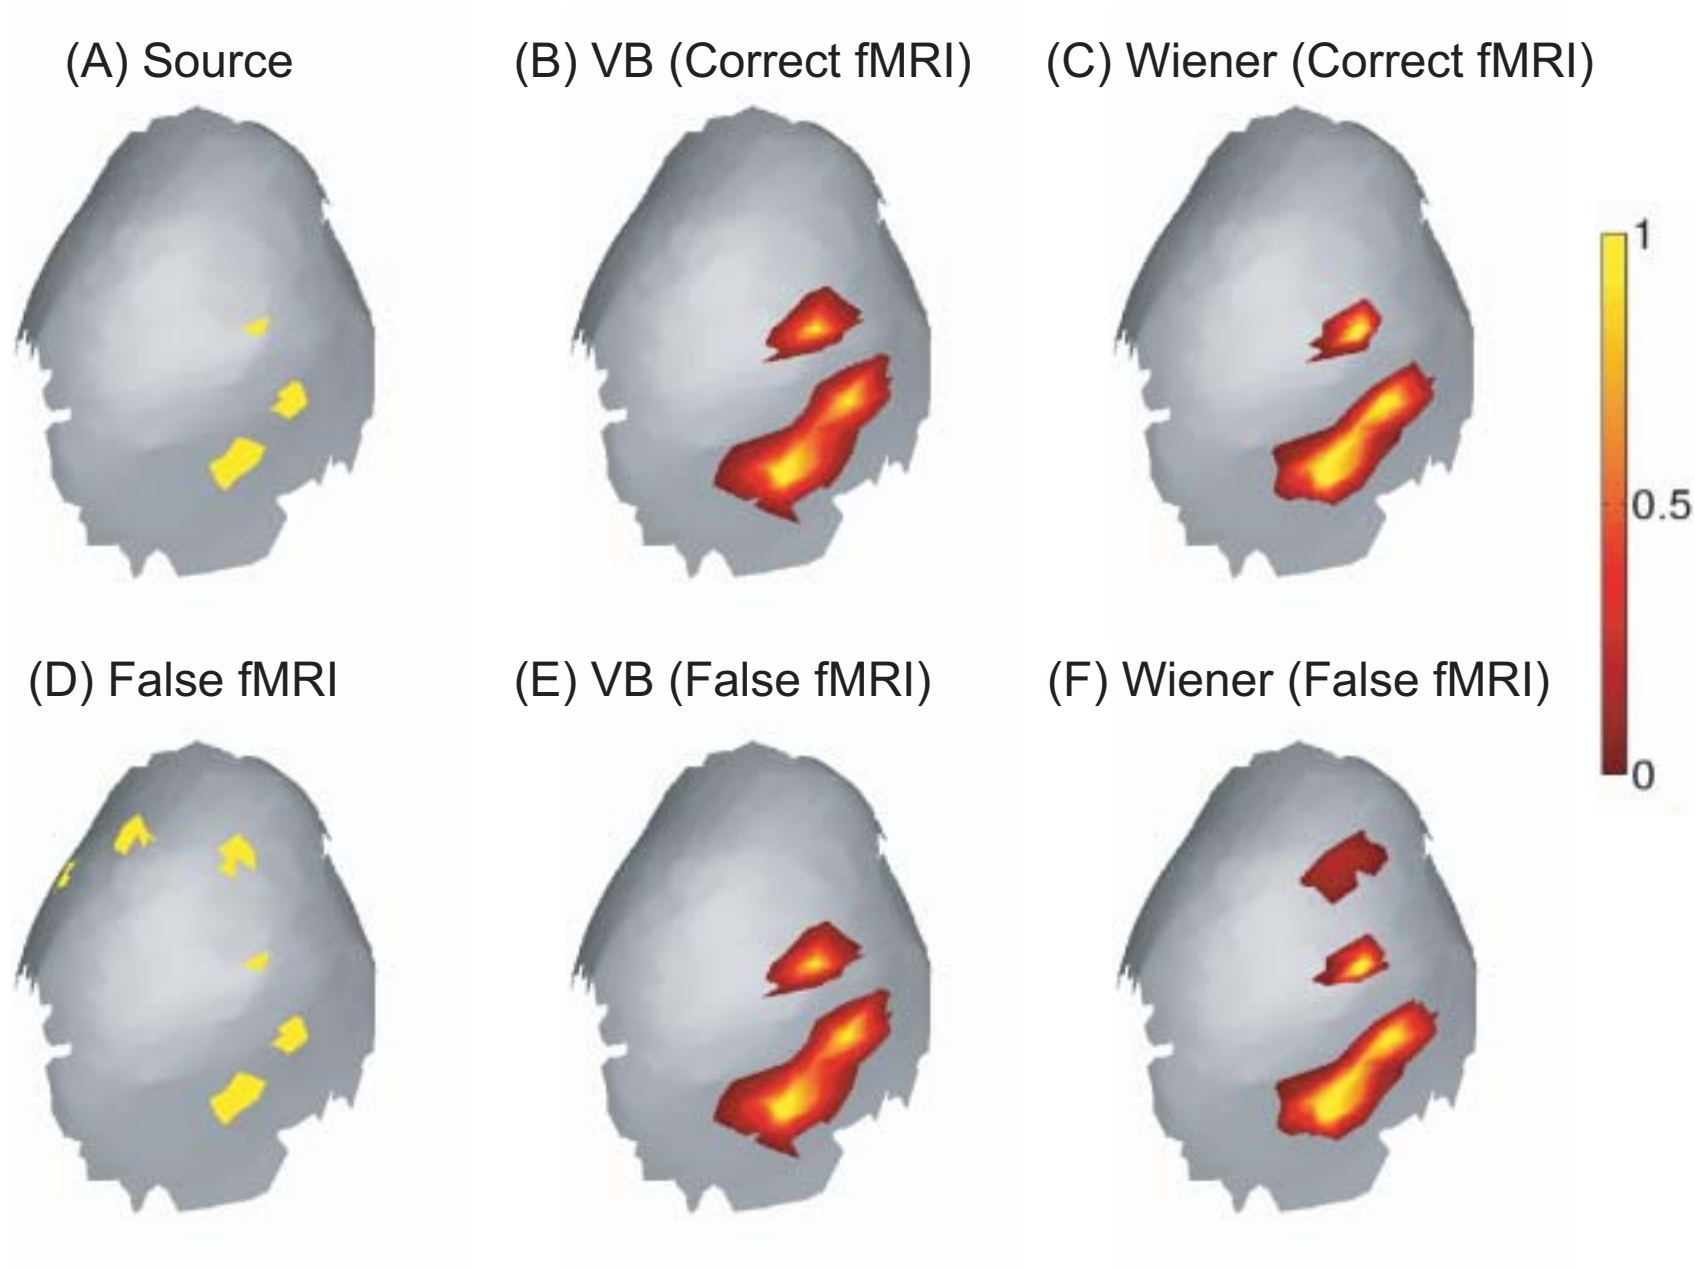 (A) Source
(B) VB (Correct fMRI)
(C) Wiener (Correct fMRI)
1
0.5
0
(D) False fMRI
(E) VB (False fMRI)
(F) Wiener (False fMRI)